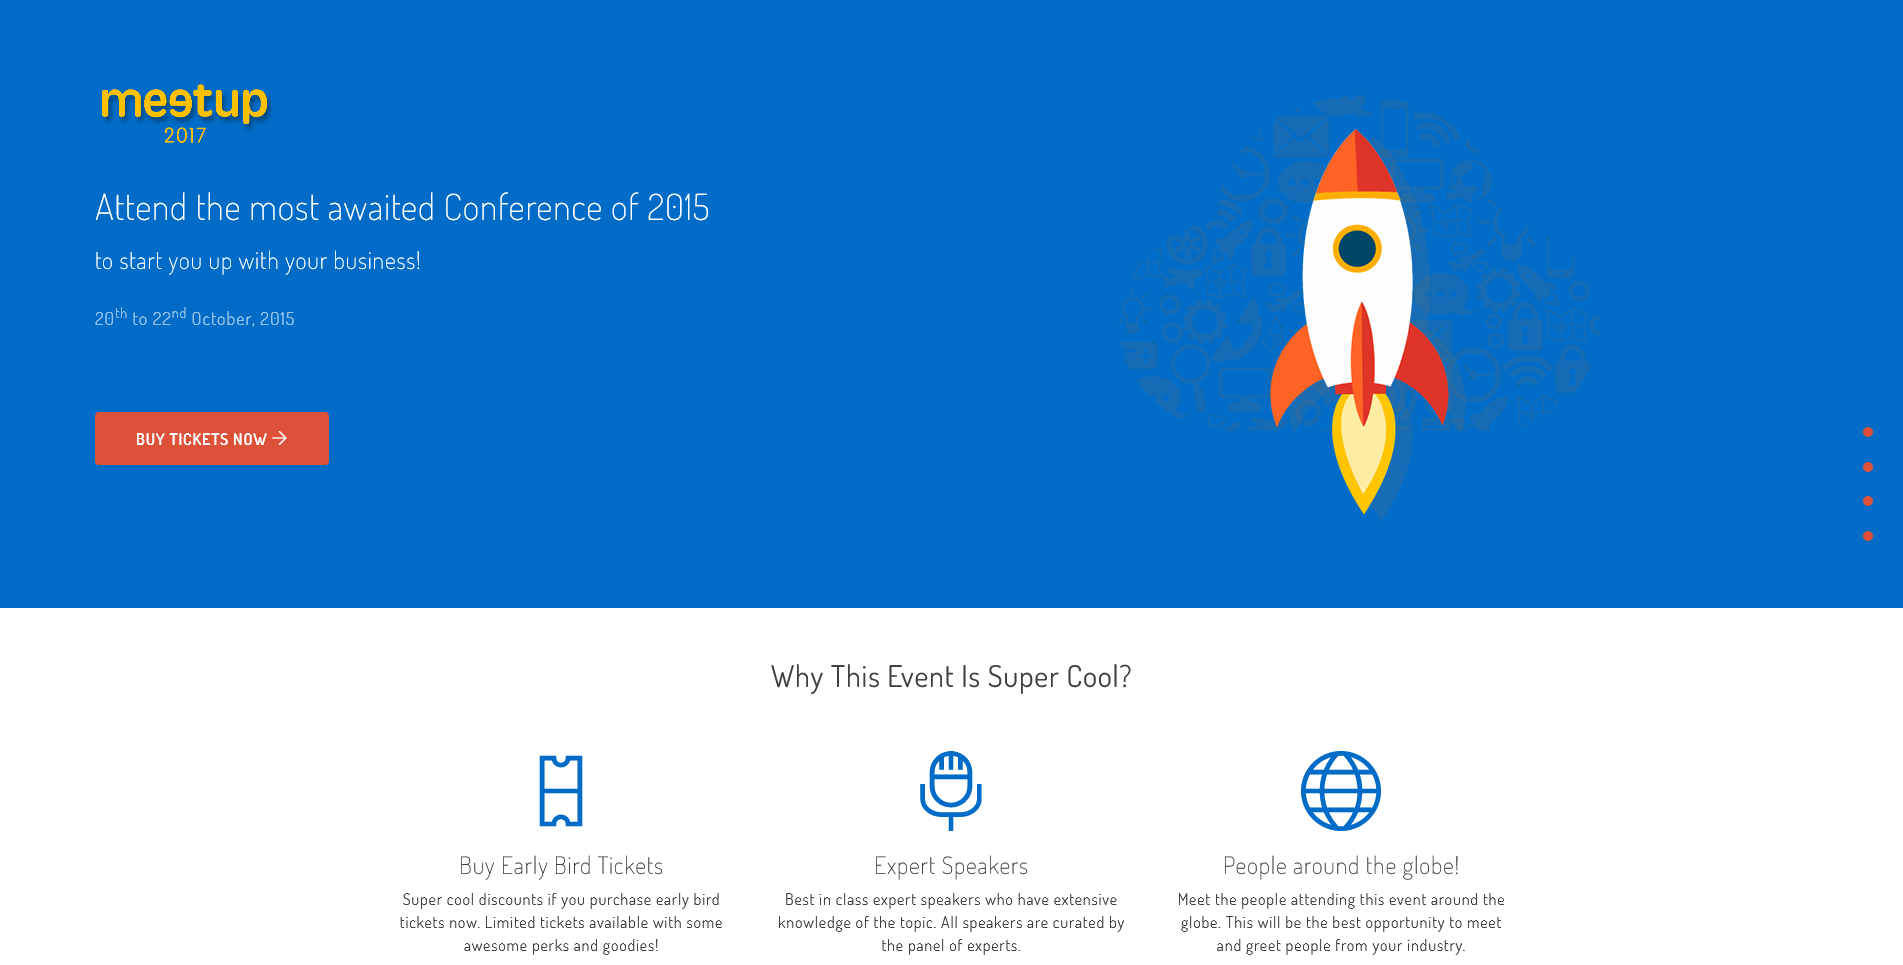 meetup
2017
Attend the most awaited Conference of 2015
to start you up with your business!
20th to 22nd October, 2015
BUY TICKETS NOW →
Why This Event Is Super Cool?
Buy Early Bird Tickets
Super cool discounts if you purchase early bird
tickets now. Limited tickets available with some
awesome perks and goodies!
Expert Speakers
Best in class expert speakers who have extensive
knowledge of the topic. All speakers are curated by
the panel of experts.
People around the globe!
Meet the people attending this event around the
globe. This will be the best opportunity to meet
and greet people from your industry.